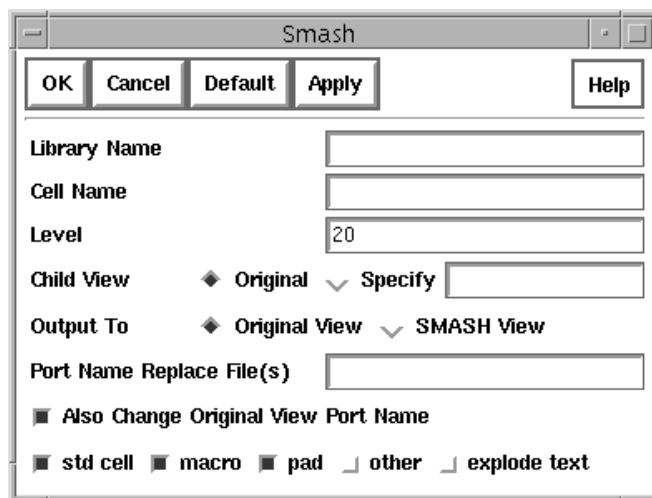 Smash
OK Cancel Default Apply Help
Library Name
Cell Name
Level 20
Child View Original Specify
Output To Original View SMASH View
Port Name Replace File(s)
Also Change Original View Port Name
std cell macro pad other explode text